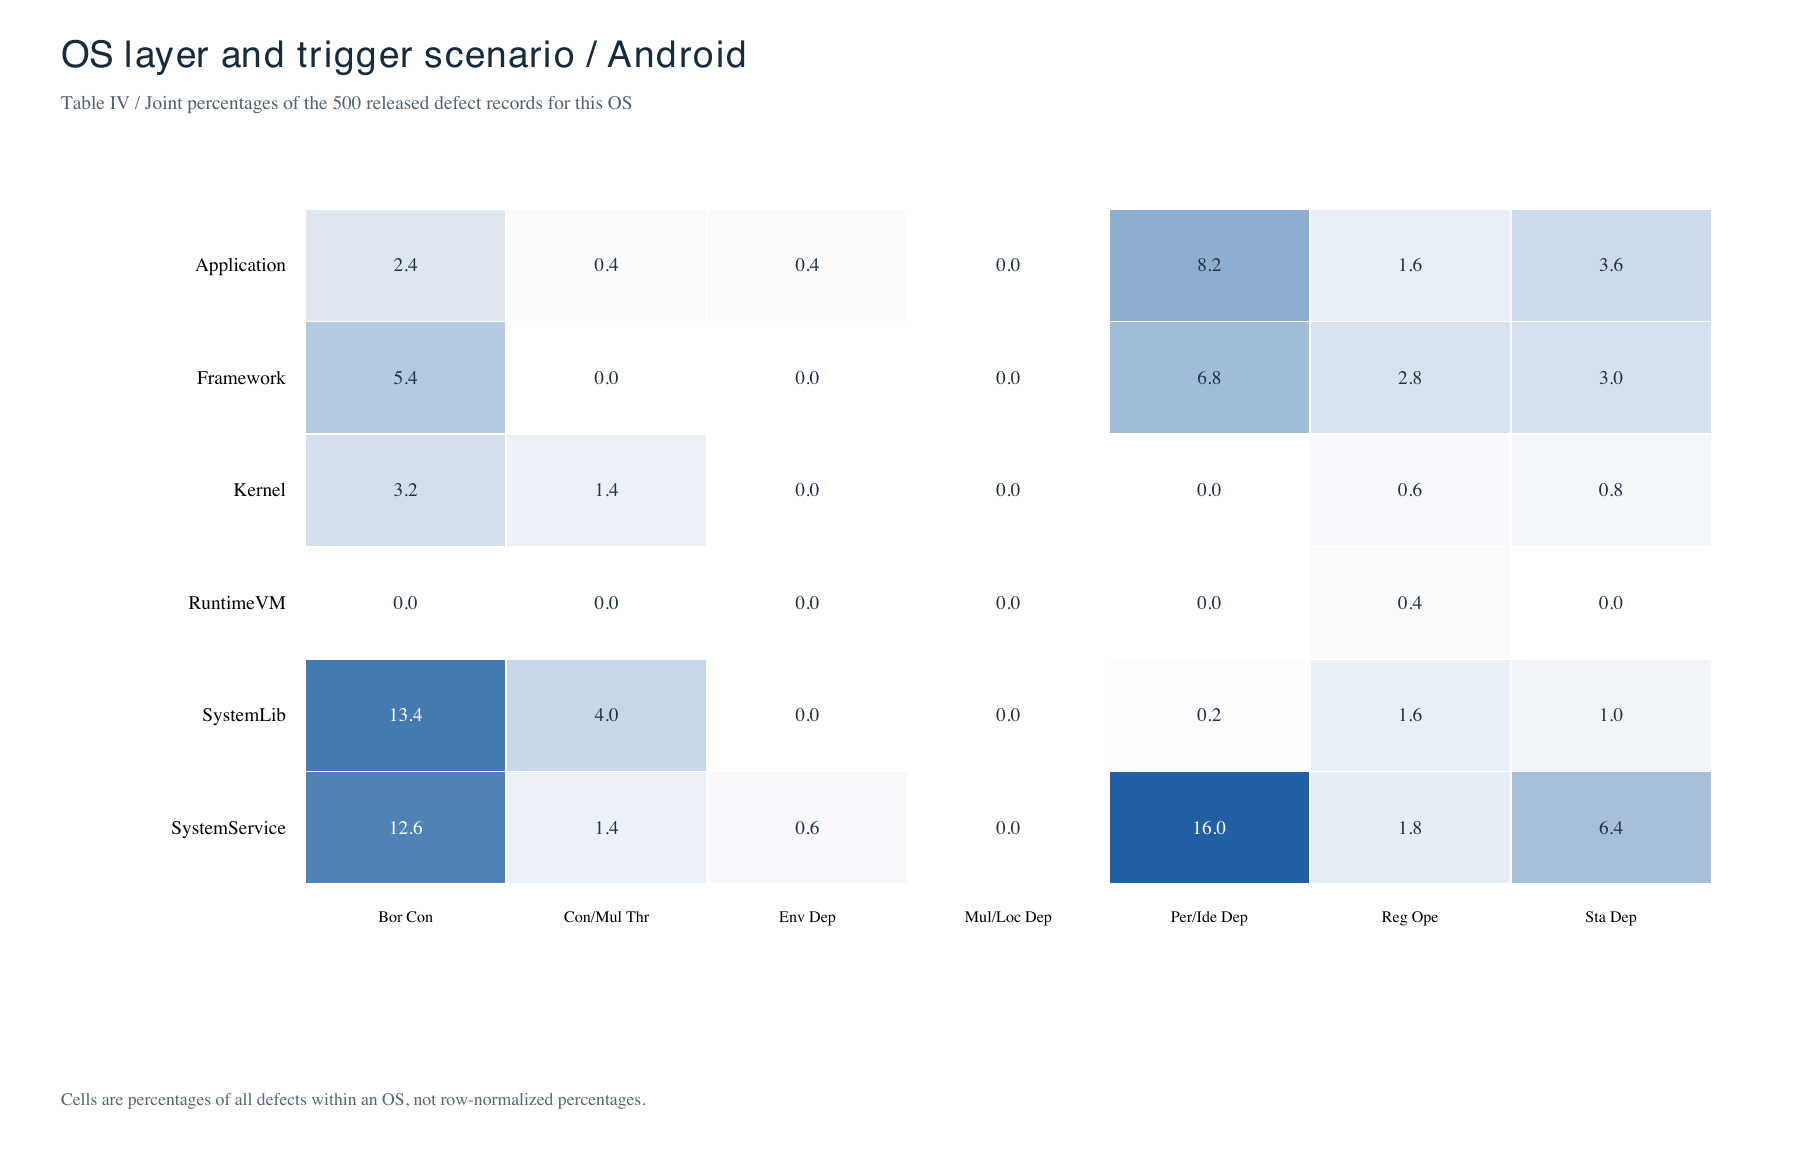 OS layer and trigger scenario / Android
Table IV / Joint percentages of the 500 released defect records for this OS
Application 2.4 0.4 0.4 0.0 8.2 1.6 3.6
Framework 5.4 0.0 0.0 0.0 6.8 2.8 3.0
Kernel 3.2 1.4 0.0 0.0 0.0 0.6 0.8
RuntimeVM 0.0 0.0 0.0 0.0 0.0 0.4 0.0
SystemLib 13.4 4.0 0.0 0.0 0.2 1.6 1.0
SystemService 12.6 1.4 0.6 0.0 16.0 1.8 6.4
Bor Con Con/Mul Thr Env Dep Mul/Loc Dep Per/Ide Dep Reg Ope Sta Dep
Cells are percentages of all defects within an OS, not row-normalized percentages.